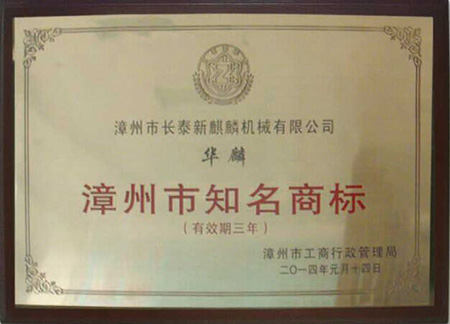 漳州市长泰新麒麟机械有限公司
华麟
漳州市知名商标
（有效期三年）
漳州市工商行政管理局
二〇一四年元月十四日